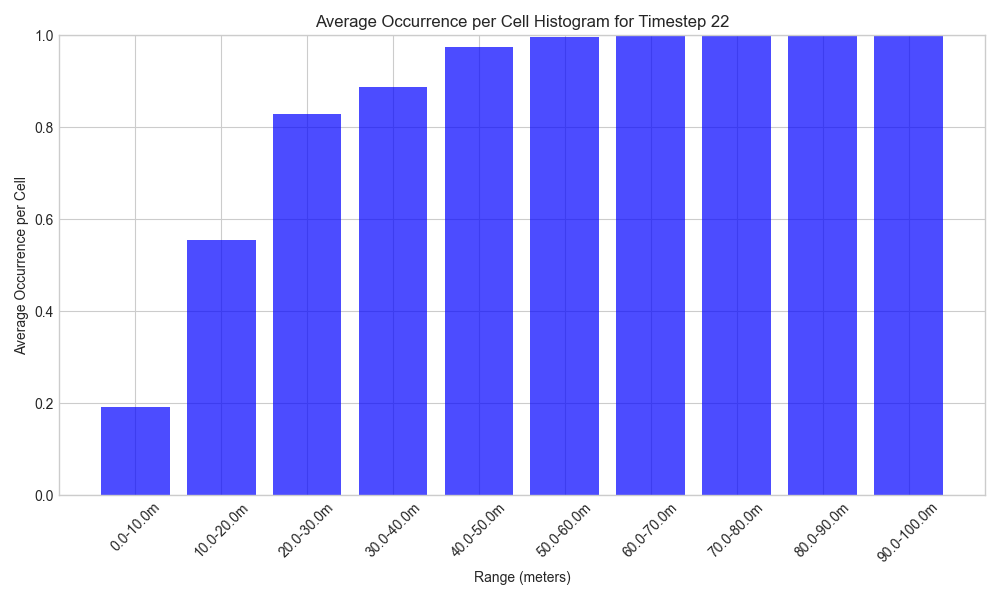 Average Occurrence per Cell Histogram for Timestep 22
Average Occurrence per Cell
1.0
0.8
0.6
0.4
0.2
0.0
0.0-10.0m
10.0-20.0m
20.0-30.0m
30.0-40.0m
40.0-50.0m
50.0-60.0m
60.0-70.0m
70.0-80.0m
80.0-90.0m
90.0-100.0m
Range (meters)